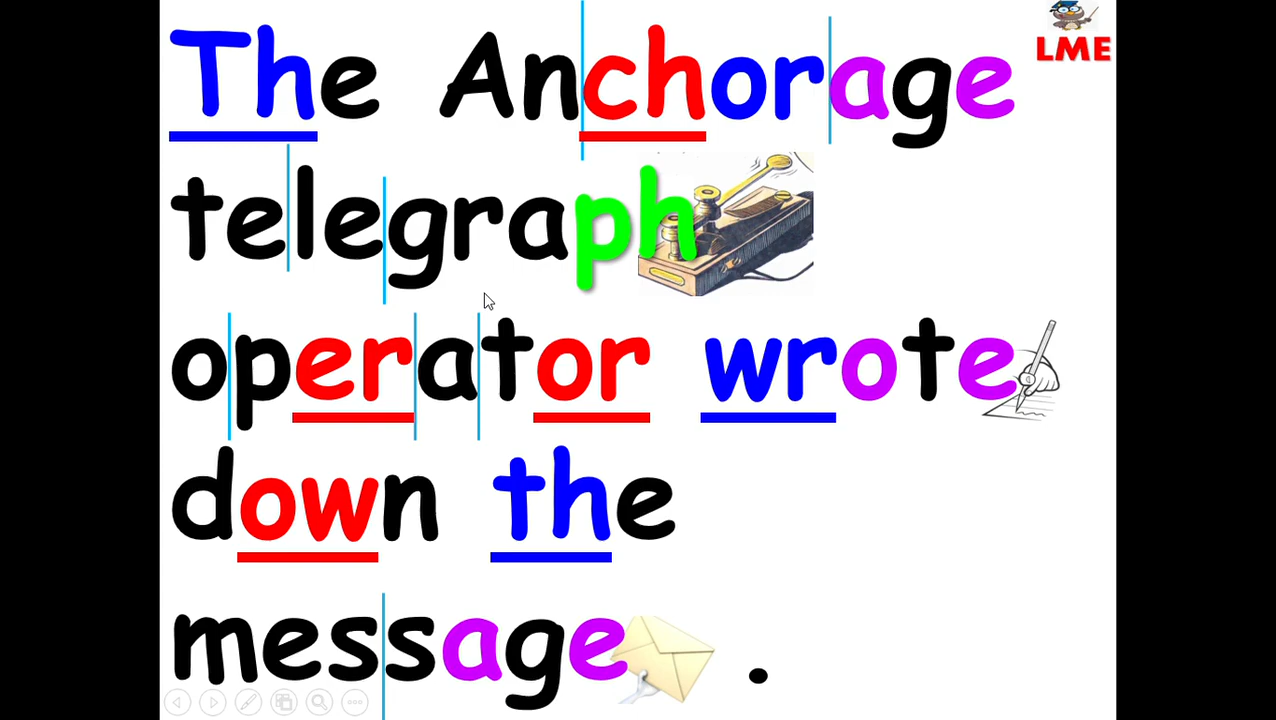 LME
The Anchorage
telegraph
operator wrote
down the
message .